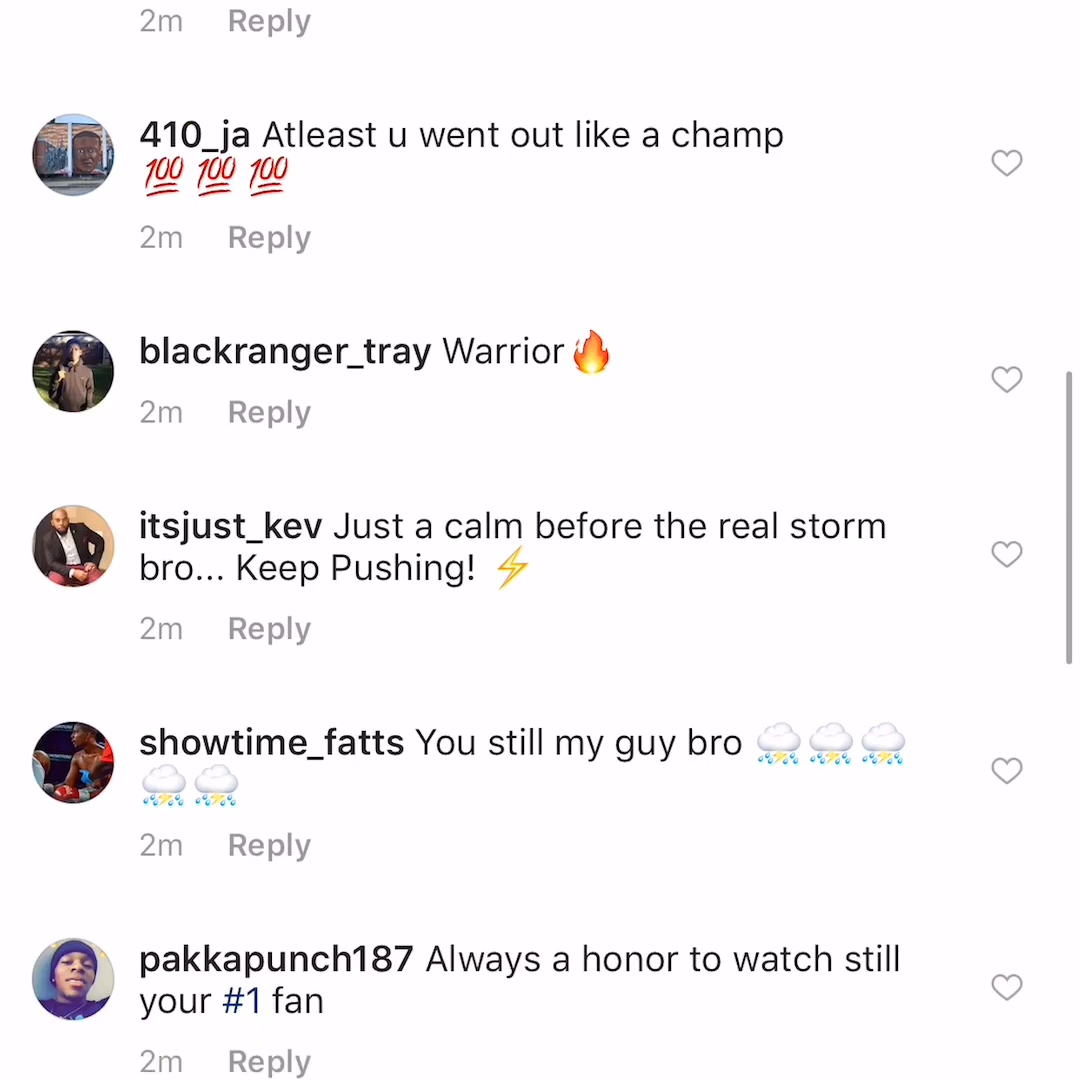 2m Reply
410_ja Atleast u went out like a champ
💯 💯 💯
2m Reply
blackranger_tray Warrior🔥
2m Reply
itsjust_kev Just a calm before the real storm
bro... Keep Pushing! ⚡
2m Reply
showtime_fatts You still my guy bro ⛈️⛈️⛈️
⛈️⛈️
2m Reply
pakkapunch187 Always a honor to watch still
your #1 fan
2m Reply